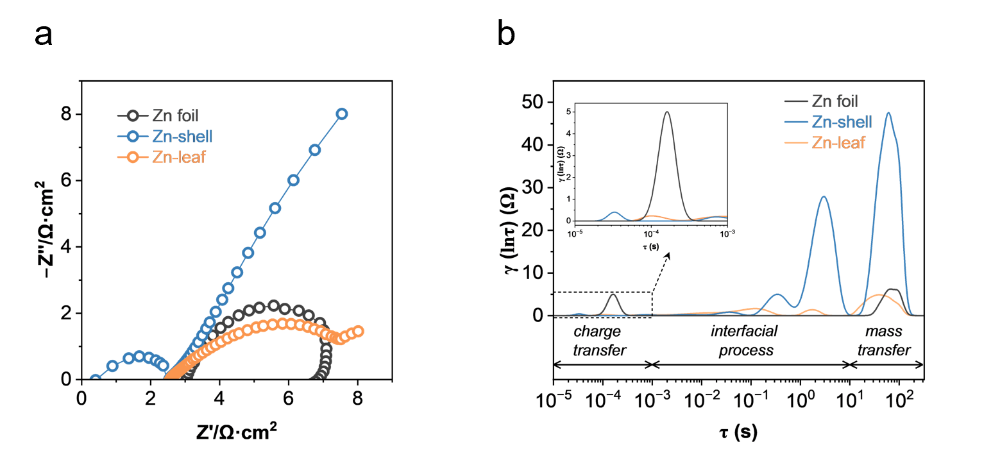 a
8
6
4
2
0
−Z''/Ω·cm²
Zn foil
Zn-shell
Zn-leaf
0 2 4 6 8
Z'/Ω·cm²
b
50
40
30
20
10
0
γ (lnτ) (Ω)
Zn foil
Zn-shell
Zn-leaf
5
4
3
2
1
0
γ (lnτ) (Ω)
10⁻⁵ 10⁻⁴ 10⁻³
τ (s)
charge
transfer
interfacial
process
mass
transfer
10⁻⁵ 10⁻⁴ 10⁻³ 10⁻² 10⁻¹ 10⁰ 10¹ 10²
τ (s)